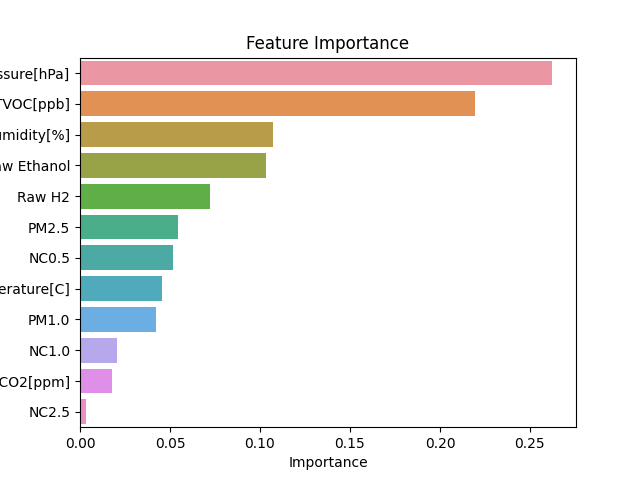 Feature Importance
ssure[hPa]
TVOC[ppb]
umidity[%]
aw Ethanol
Raw H2
PM2.5
NC0.5
erature[C]
PM1.0
NC1.0
CO2[ppm]
NC2.5
0.00 0.05 0.10 0.15 0.20 0.25
Importance